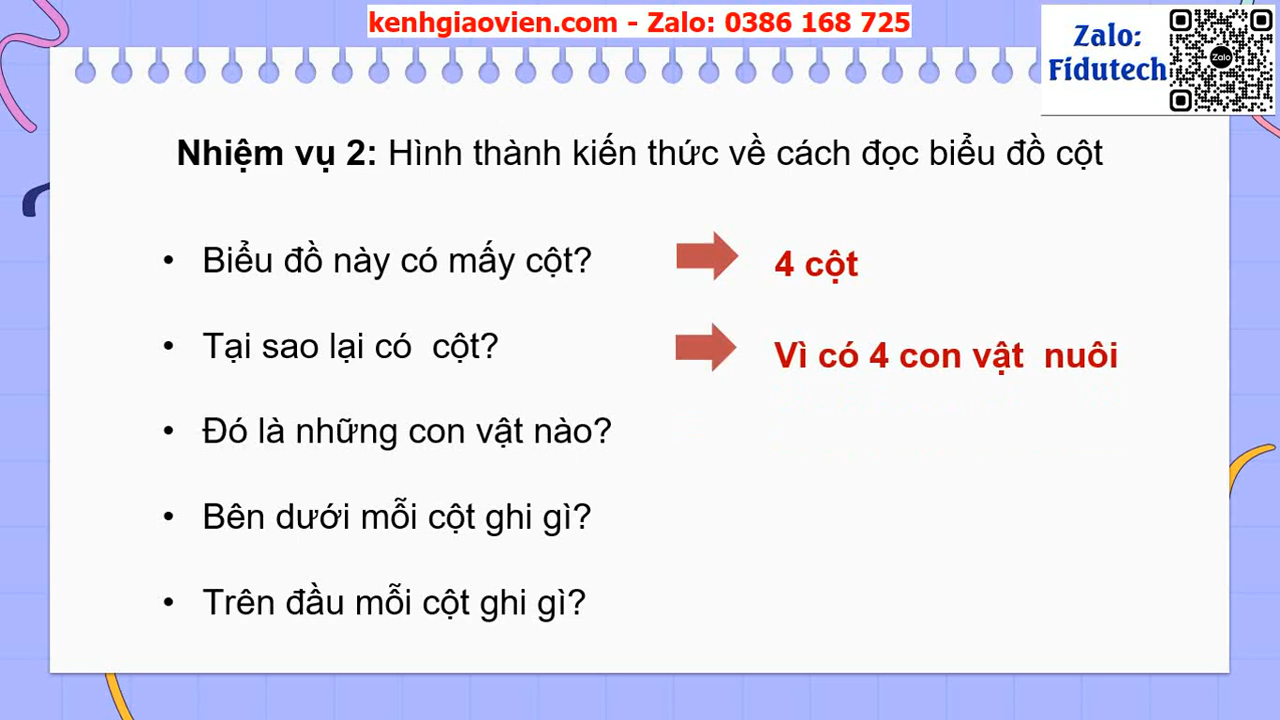 kenhgiaovien.com - Zalo: 0386 168 725
Zalo:
Fidutech
Zalo
Nhiệm vụ 2: Hình thành kiến thức về cách đọc biểu đồ cột
• Biểu đồ này có mấy cột?
4 cột
• Tại sao lại có cột?
Vì có 4 con vật nuôi
• Đó là những con vật nào?
• Bên dưới mỗi cột ghi gì?
• Trên đầu mỗi cột ghi gì?